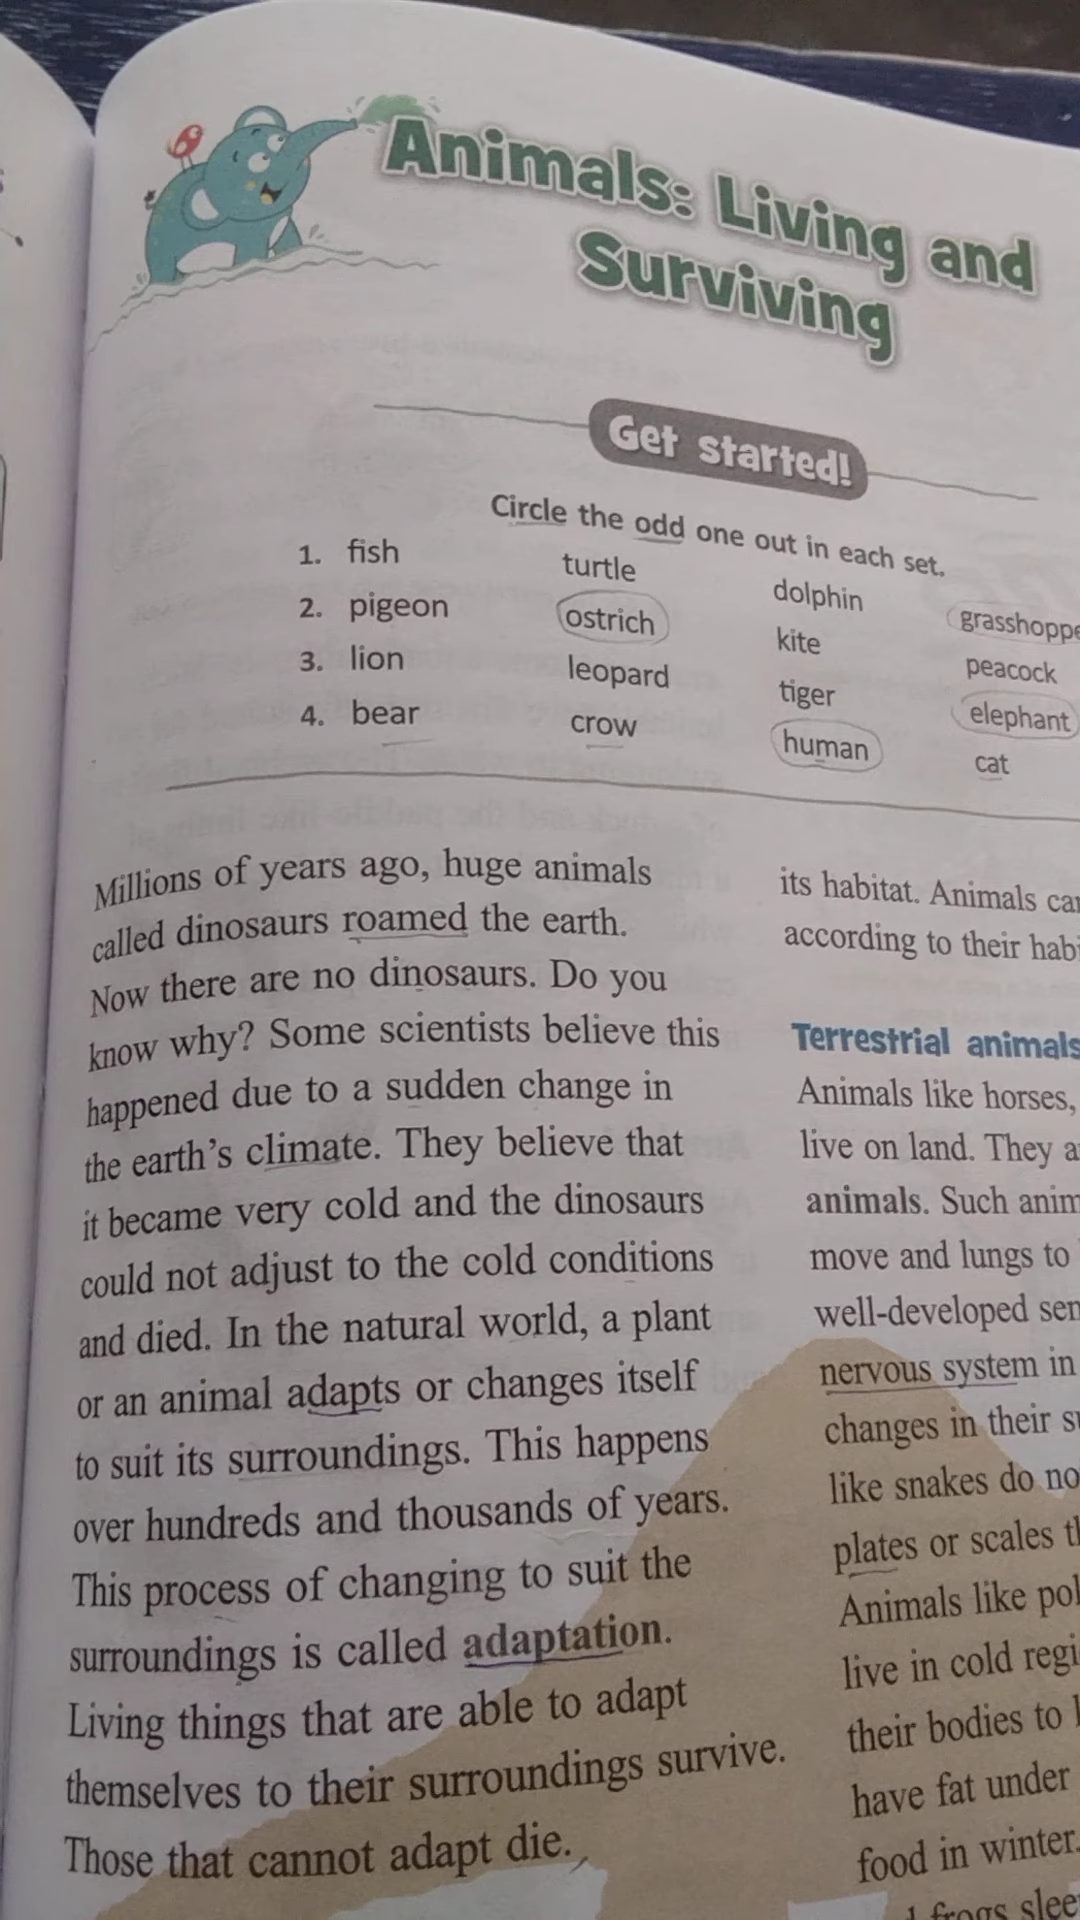 Animals: Living and
Surviving
Get started!
Circle the odd one out in each set.
1. fish turtle dolphin
2. pigeon ostrich kite peacock
3. lion leopard tiger elephant
4. bear crow human cat
Millions of years ago, huge animals
called dinosaurs roamed the earth.
Now there are no dinosaurs. Do you
know why? Some scientists believe this
happened due to a sudden change in
the earth's climate. They believe that
it became very cold and the dinosaurs
could not adjust to the cold conditions
and died. In the natural world, a plant
or an animal adapts or changes itself
to suit its surroundings. This happens
over hundreds and thousands of years.
This process of changing to suit the
surroundings is called adaptation.
Living things that are able to adapt
themselves to their surroundings survive.
Those that cannot adapt die.
its habitat. Animals
according to their
Terrestrial animals
Animals like horses,
live on land. They
animals. Such
move and lungs to
well-developed
nervous system in
changes in their
like snakes do
plates or scales
Animals like
live in cold
their bodies to
have fat under
food in winter.
frogs